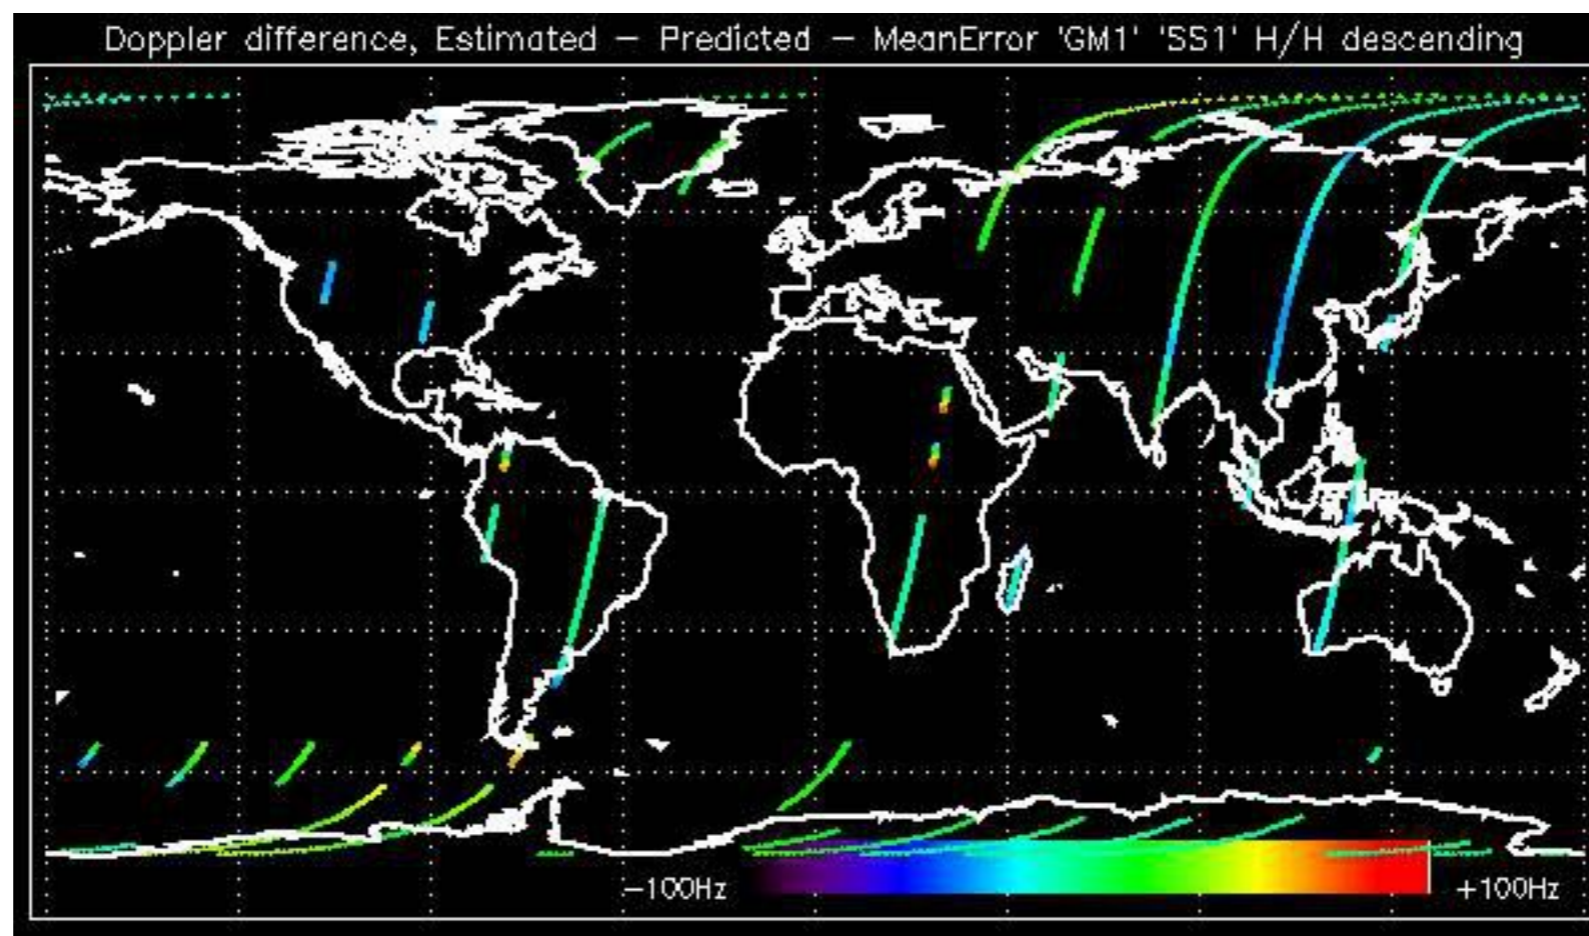 Doppler difference, Estimated – Predicted – MeanError 'GM1' 'SS1' H/H descending
–100Hz +100Hz